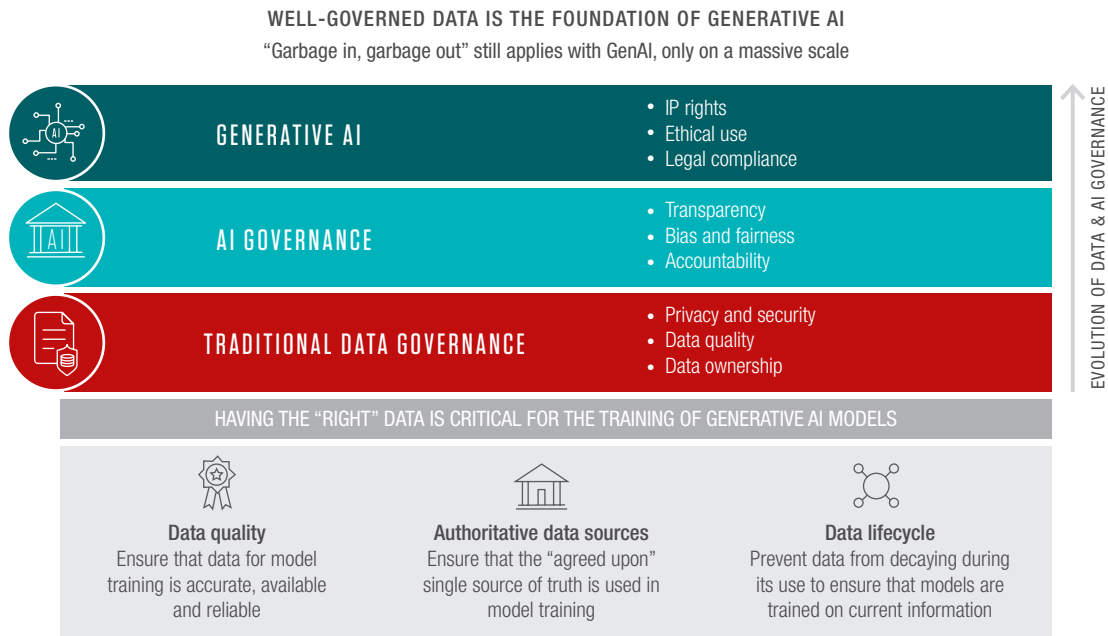 WELL-GOVERNED DATA IS THE FOUNDATION OF GENERATIVE AI
“Garbage in, garbage out” still applies with GenAI, only on a massive scale
AI
GENERATIVE AI
• IP rights
• Ethical use
• Legal compliance
AI
AI GOVERNANCE
• Transparency
• Bias and fairness
• Accountability
TRADITIONAL DATA GOVERNANCE
• Privacy and security
• Data quality
• Data ownership
EVOLUTION OF DATA & AI GOVERNANCE
HAVING THE “RIGHT” DATA IS CRITICAL FOR THE TRAINING OF GENERATIVE AI MODELS
Data quality
Ensure that data for model
training is accurate, available
and reliable
Authoritative data sources
Ensure that the “agreed upon”
single source of truth is used in
model training
Data lifecycle
Prevent data from decaying during
its use to ensure that models are
trained on current information